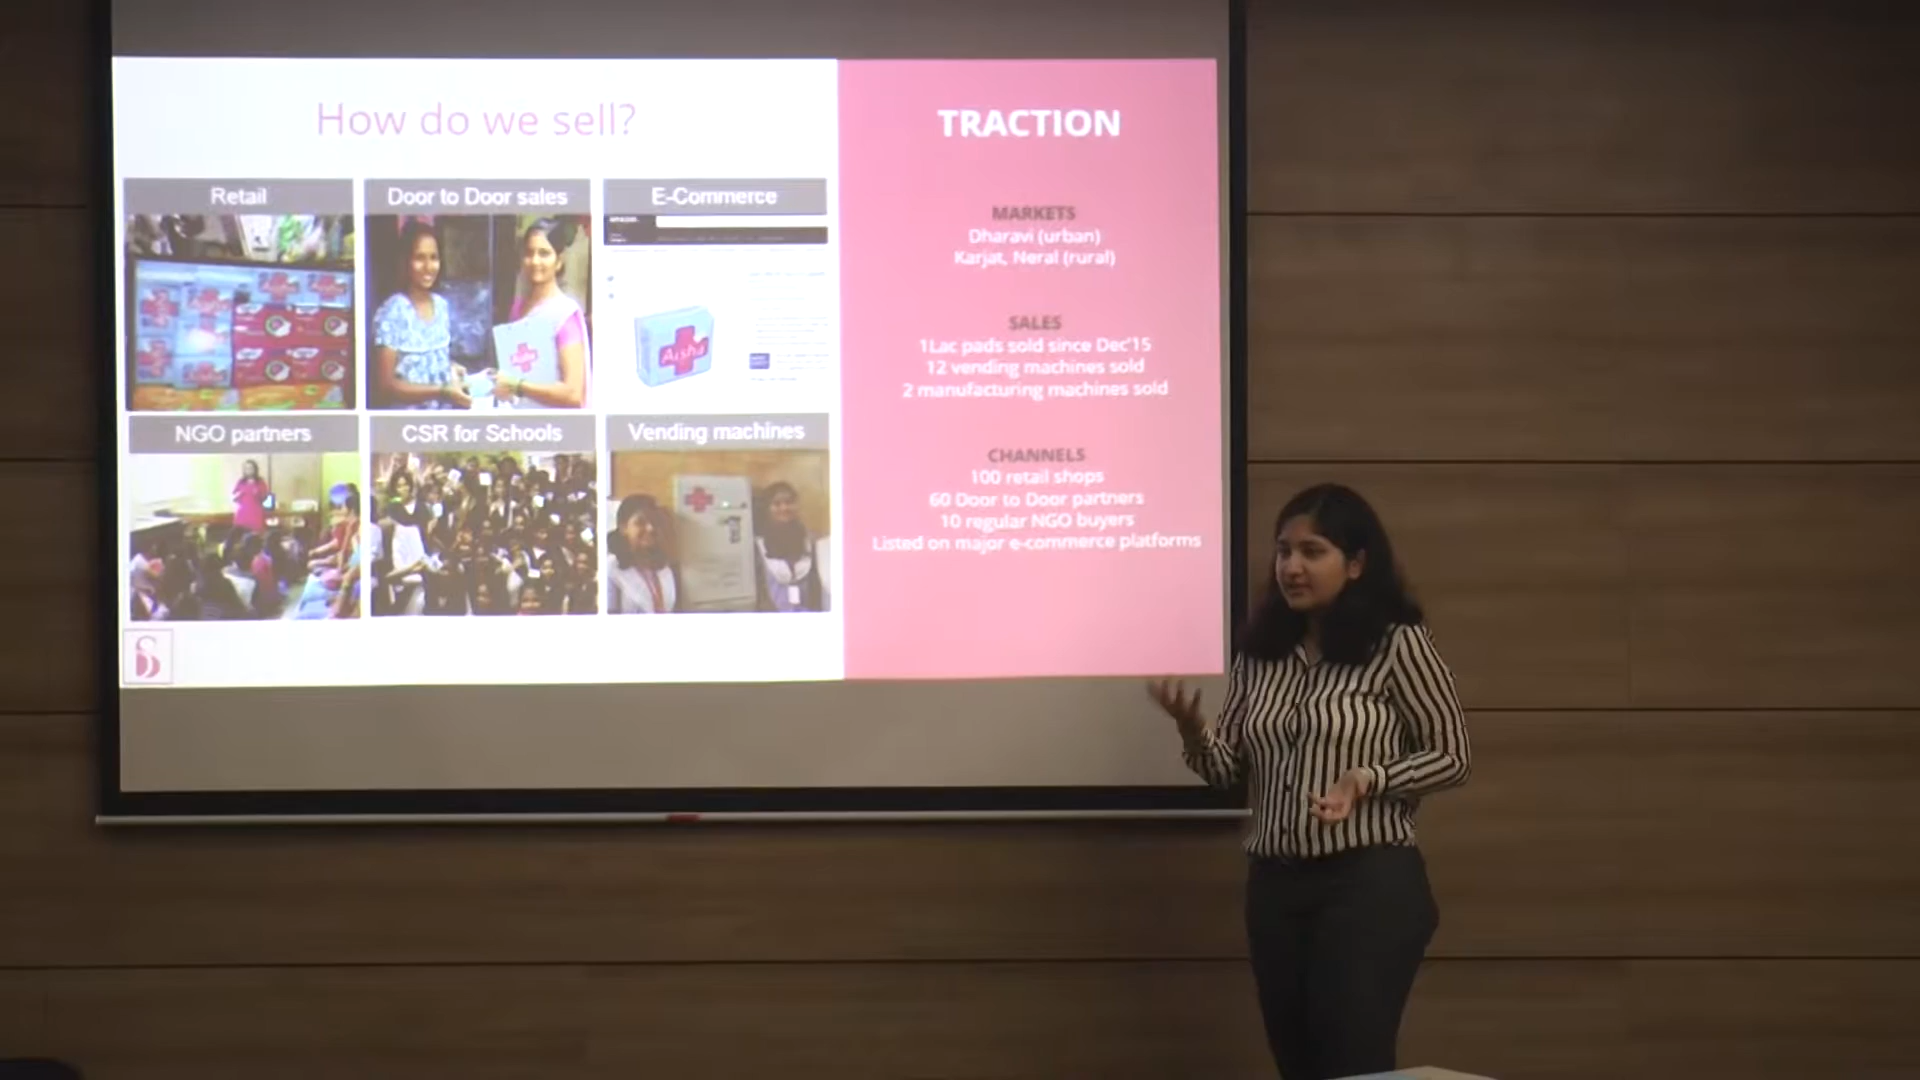 How do we sell?
Retail
Door to Door sales
E-Commerce
Aisha
Aisha
NGO partners
CSR for Schools
Vending machines
TRACTION
MARKETS
Dharavi (urban)
Karjat, Neral (rural)
SALES
1Lac pads sold since Dec'15
12 vending machines sold
2 manufacturing machines sold
CHANNELS
100 retail shops
60 Door to Door partners
10 regular NGO buyers
Listed on major e-commerce platforms